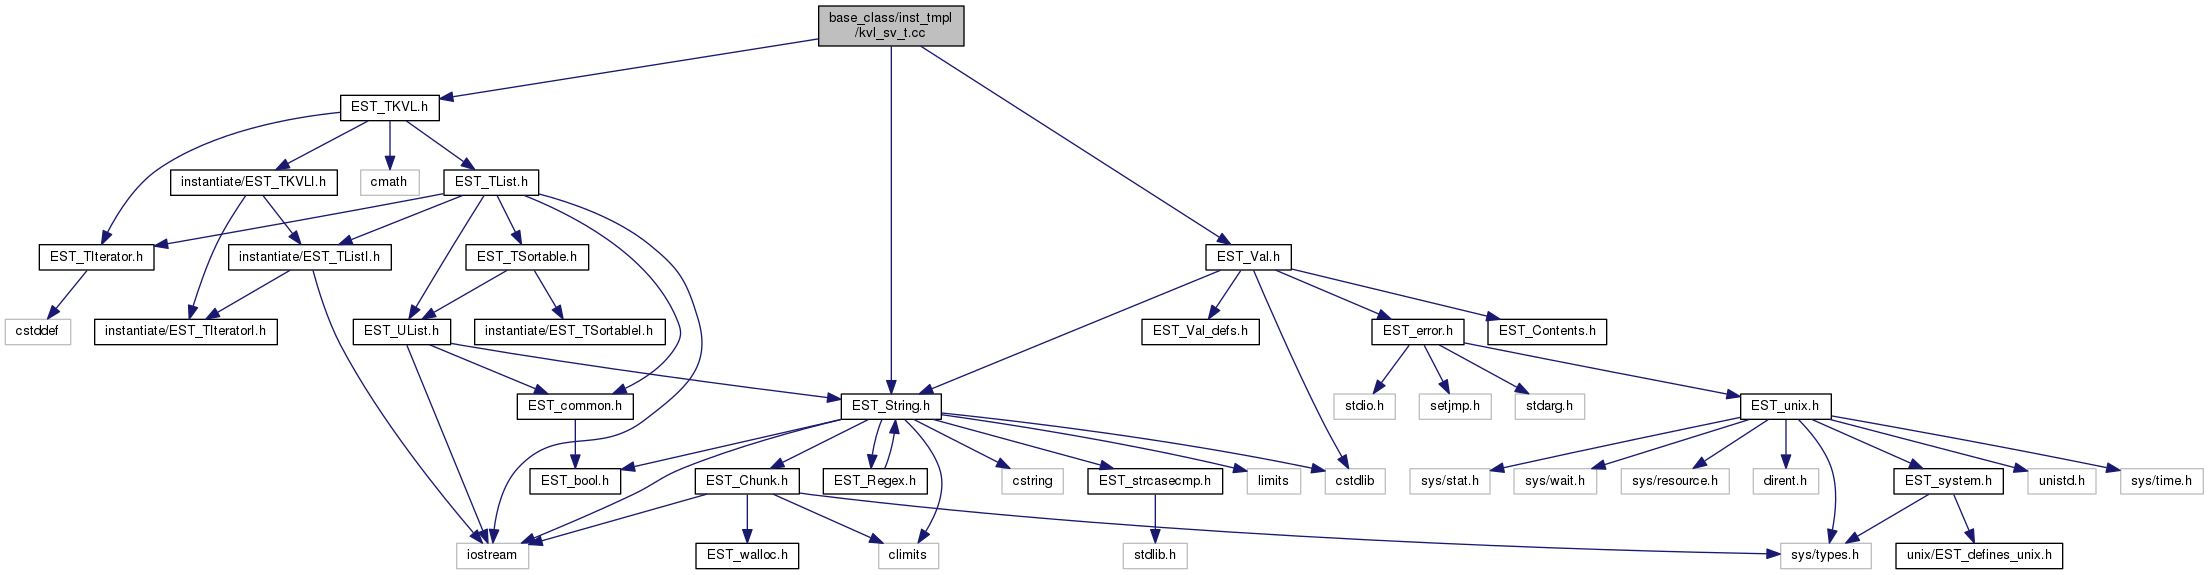 base_class/inst_tmpl
/kvl_sv_t.cc
EST_TKVL.h
instantiate/EST_TKVLI.h
cmath
EST_TList.h
EST_TIterator.h
instantiate/EST_TListI.h
EST_TSortable.h
EST_Val.h
cstddef
instantiate/EST_TIteratorI.h
EST_UList.h
instantiate/EST_TSortableI.h
EST_Val_defs.h
EST_error.h
EST_Contents.h
EST_common.h
EST_String.h
stdio.h
setjmp.h
stdarg.h
EST_unix.h
EST_bool.h
EST_Chunk.h
EST_Regex.h
cstring
EST_strcasecmp.h
limits
cstdlib
sys/stat.h
sys/wait.h
sys/resource.h
dirent.h
EST_system.h
unistd.h
sys/time.h
iostream
EST_walloc.h
climits
stdlib.h
sys/types.h
unix/EST_defines_unix.h